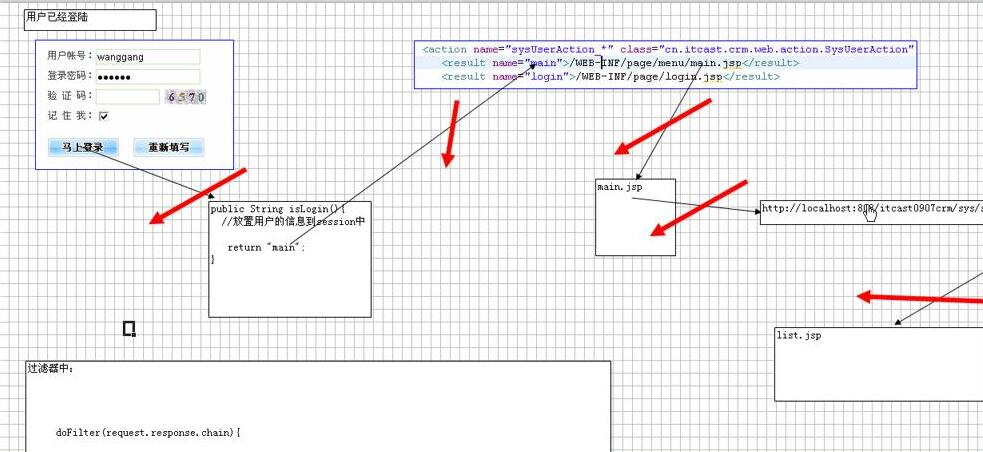 用户已经登陆
用户帐号：wanggang
登录密码：●●●●●●
验 证 码： 6570
记 住 我：
马上登录 重新填写
<action name="sysUserAction_*" class="cn.itcast.crm.web.action.SysUserAction"
<result name="main">/WEB-INF/page/menu/main.jsp</result>
<result name="login">/WEB-INF/page/login.jsp</result>
public String isLogin(){
//放置用户的信息到session中
return "main";
}
main.jsp
http://localhost:808/itcast0907crm/sys/s
list.jsp
过滤器中:
doFilter(request.response.chain){